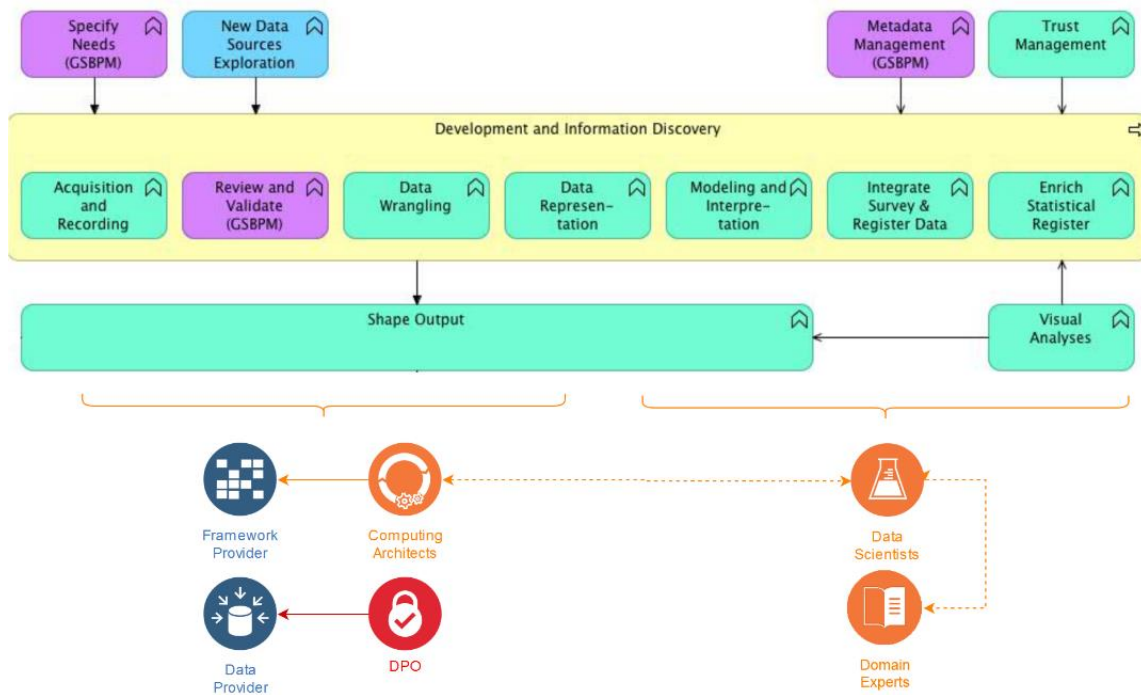 Specify
Needs
(GSBPM)
New Data
Sources
Exploration
Metadata
Management
(GSBPM)
Trust
Management
Development and Information Discovery
Acquisition
and
Recording
Review and
Validate
(GSBPM)
Data
Wrangling
Data
Represen-
tation
Modeling and
Interpre-
tation
Integrate
Survey &
Register Data
Enrich
Statistical
Register
Shape Output
Visual
Analyses
Framework
Provider
Computing
Architects
Data
Scientists
Data
Provider
DPO
Domain
Experts